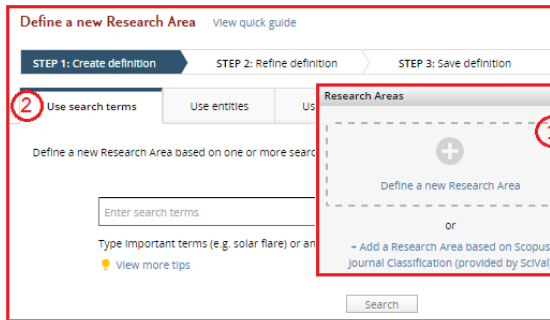 Define a new Research Area View quick guide
STEP 1: Create definition STEP 2: Refine definition STEP 3: Save definition
2 Use search terms Use entities Us
Define a new Research Area based on one or more searc
Enter search terms
Type important terms (e.g. solar flare) or an
View more tips
Search
Research Areas
Define a new Research Area
or
+ Add a Research Area based on Scopus
Journal Classification (provided by SciVal)